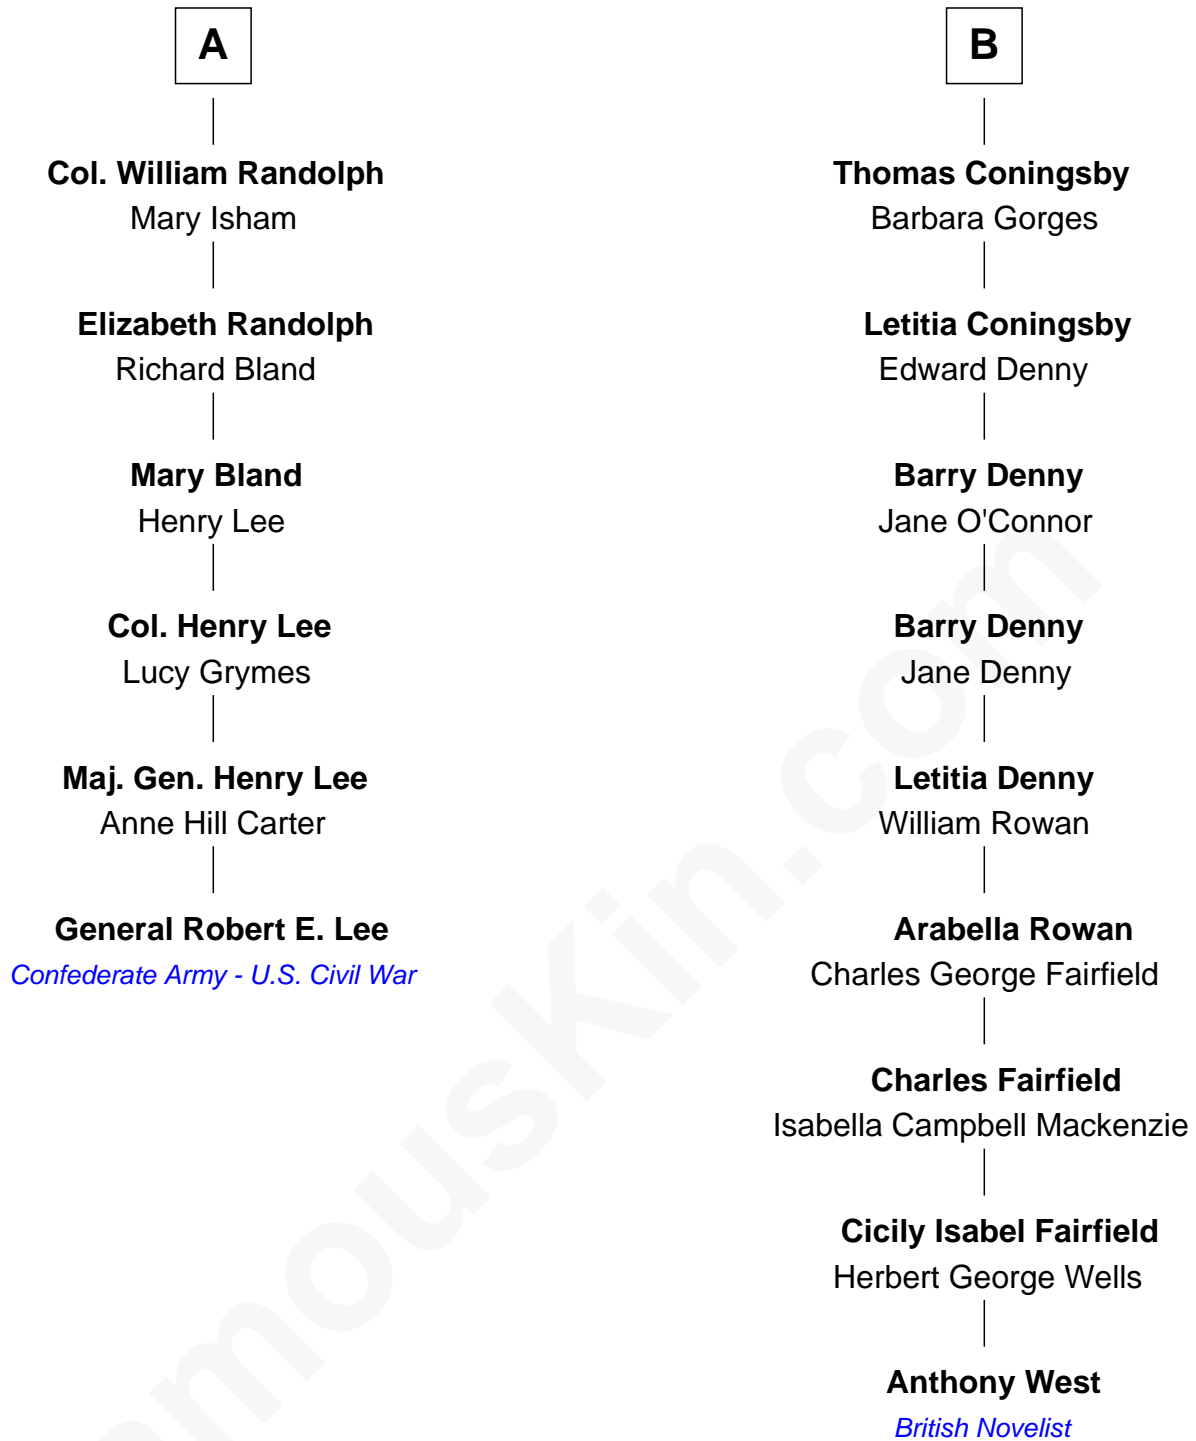 A
Col. William Randolph
Mary Isham
Elizabeth Randolph
Richard Bland
Mary Bland
Henry Lee
Col. Henry Lee
Lucy Grymes
Maj. Gen. Henry Lee
Anne Hill Carter
General Robert E. Lee
Confederate Army - U.S. Civil War
B
Thomas Coningsby
Barbara Gorges
Letitia Coningsby
Edward Denny
Barry Denny
Jane O'Connor
Barry Denny
Jane Denny
Letitia Denny
William Rowan
Arabella Rowan
Charles George Fairfield
Charles Fairfield
Isabella Campbell Mackenzie
Cicily Isabel Fairfield
Herbert George Wells
Anthony West
British Novelist
amouskin.com